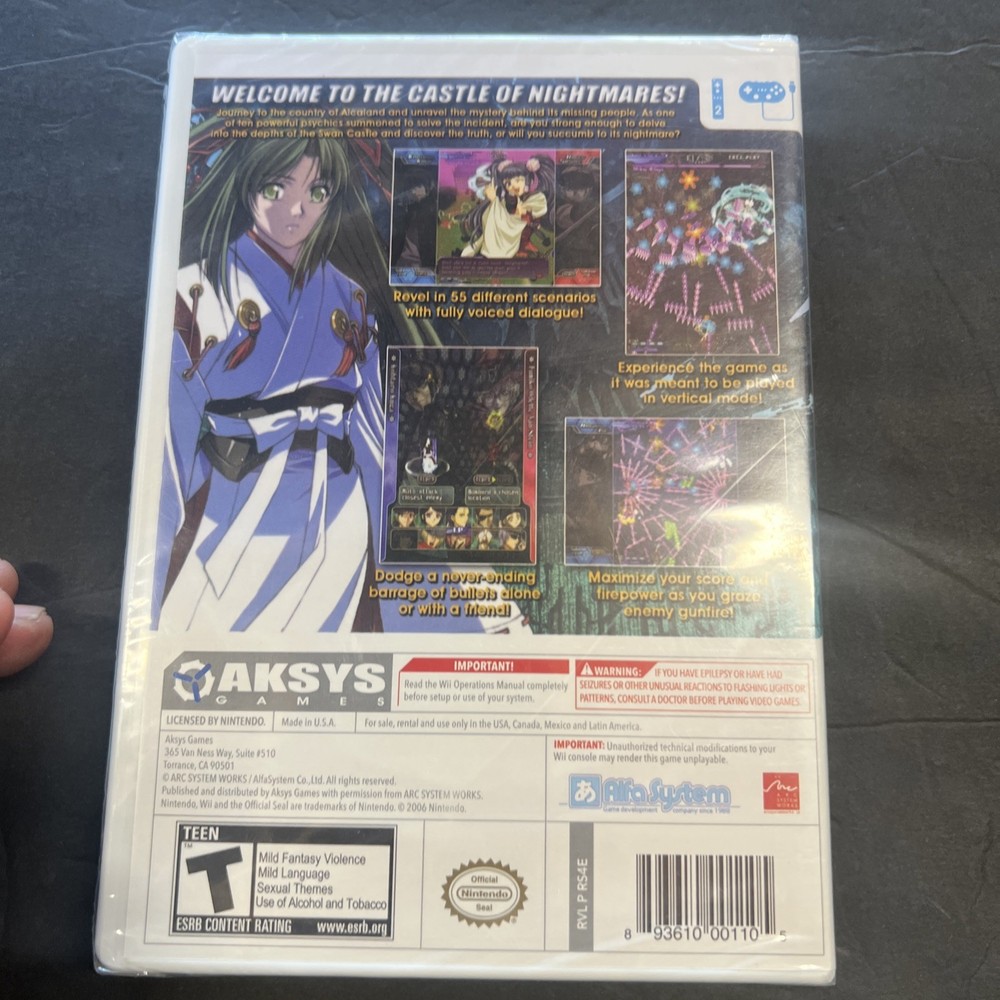 WELCOME TO THE CASTLE OF NIGHTMARES!
Journey to the country of Alcaland and unravel the mystery behind its missing people. As one
of ten powerful psychics summoned to solve the incident, are you strong enough to delve
into the depths of the Swan Castle and discover the truth, or will you succumb to its nightmare?
2
Revel in 55 different scenarios
with fully voiced dialogue!
Experience the game as
it was meant to be played
in vertical mode!
Dodge a never-ending
barrage of bullets alone
or with a friend!
Maximize your score and
firepower as you graze
enemy gunfire!
AKSYS
GAMES
IMPORTANT!
Read the Wii Operations Manual completely
before setup or use of your system.
WARNING: IF YOU HAVE EPILEPSY OR HAVE HAD
SEIZURES OR OTHER UNUSUAL REACTIONS TO FLASHING LIGHTS OR
PATTERNS, CONSULT A DOCTOR BEFORE PLAYING VIDEO GAMES.
LICENSED BY NINTENDO.
Made in U.S.A.
For sale, rental and use only in the USA, Canada, Mexico and Latin America.
Aksys Games
365 Van Ness Way, Suite #510
Torrance, CA 90501
© ARC SYSTEM WORKS / AlfaSystem Co.,Ltd. All rights reserved.
Published and distributed by Aksys Games with permission from ARC SYSTEM WORKS.
Nintendo, Wii and the Official Seal are trademarks of Nintendo. © 2006 Nintendo.
IMPORTANT: Unauthorized technical modifications to your
Wii console may render this game unplayable.
あ Alfa System
Game development company since 1988
ARC
SYSTEM
WORKS
TEEN
T
TM
Mild Fantasy Violence
Mild Language
Sexual Themes
Use of Alcohol and Tobacco
ESRB CONTENT RATING www.esrb.org
Official
Nintendo
Seal
RVL P RS4E
8 93610 00110 5